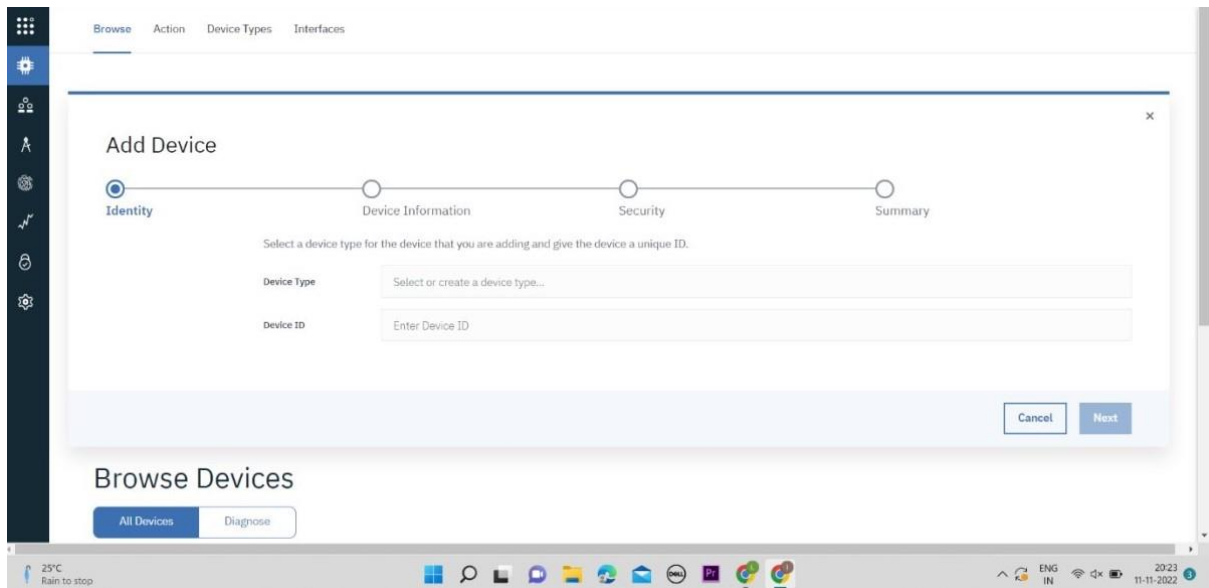 Browse Action Device Types Interfaces
×
Add Device
Identity Device Information Security Summary
Select a device type for the device that you are adding and give the device a unique ID.
Device Type Select or create a device type...
Device ID Enter Device ID
Cancel Next
Browse Devices
All Devices Diagnose
25°C
Rain to stop
DELL
Pr
ENG
IN
20:23
11-11-2022
3